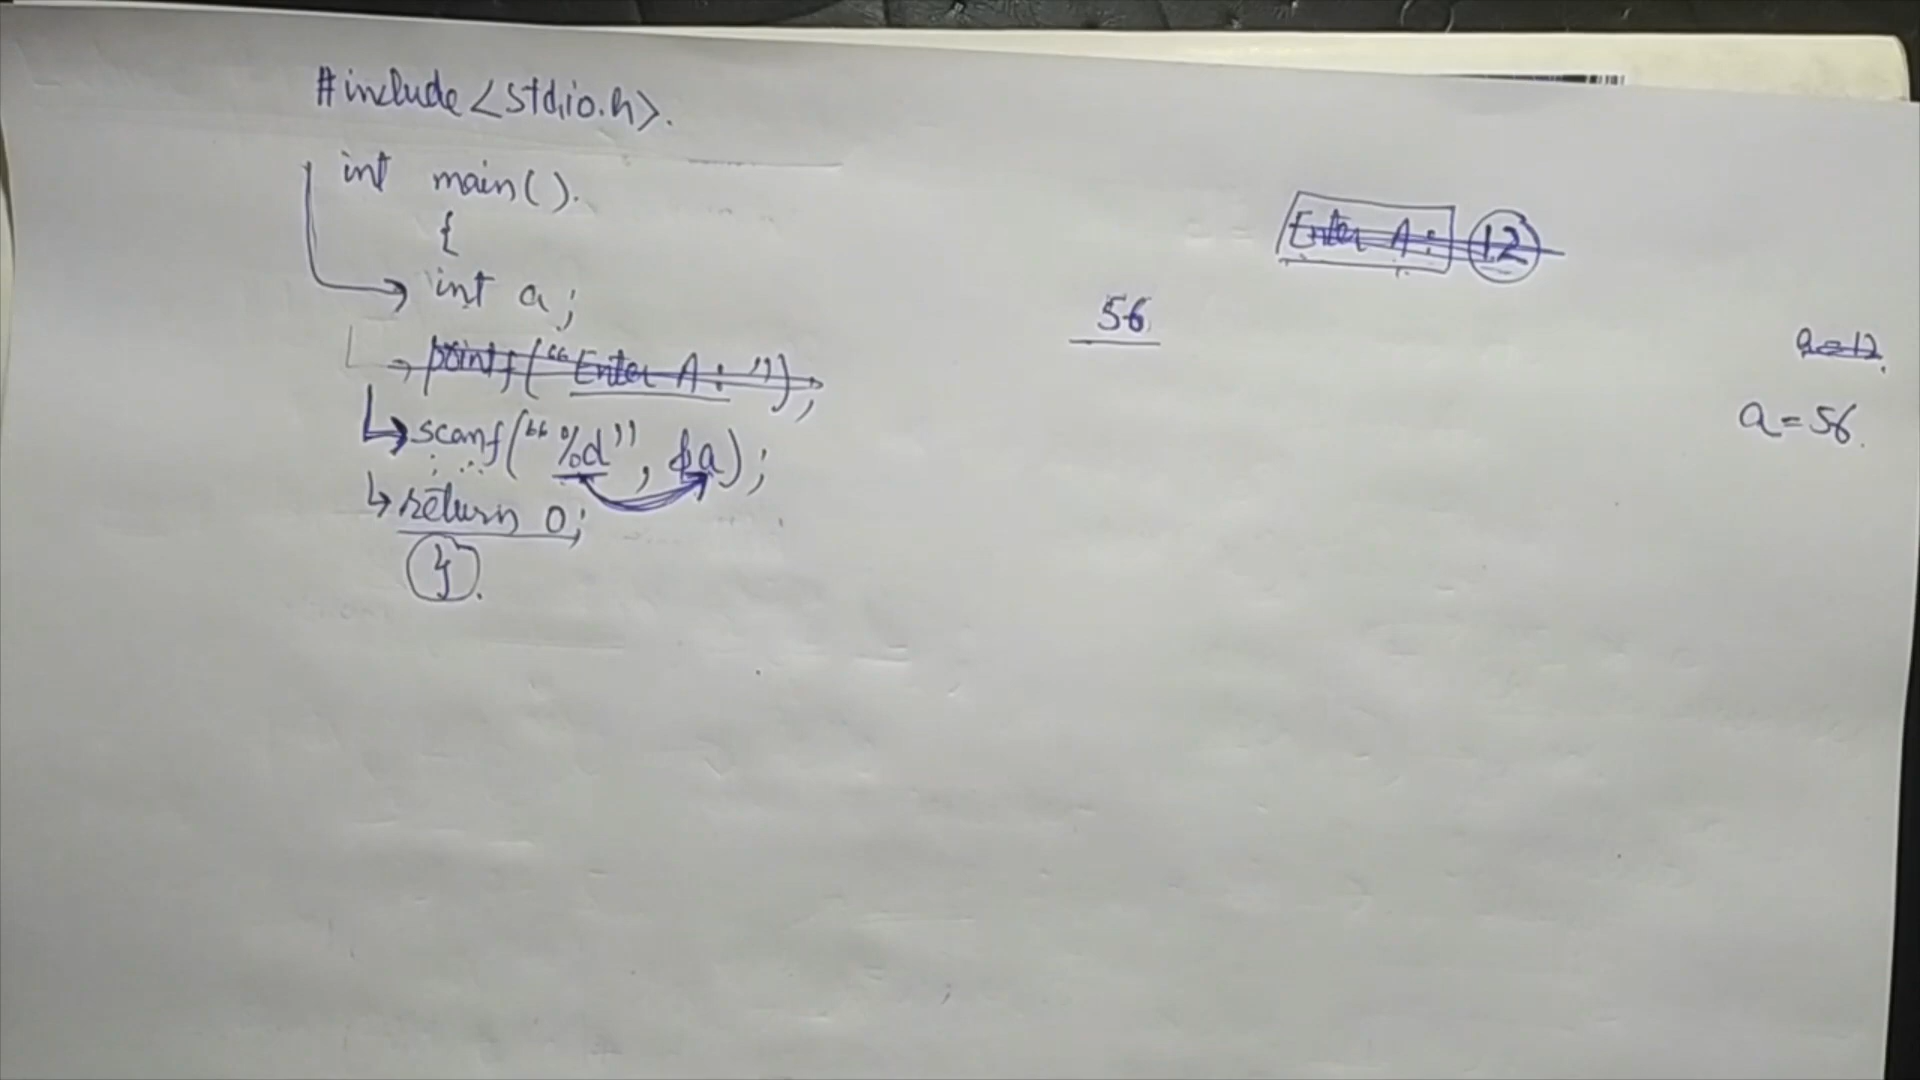 #include <stdio.h>.
int main().
{
int a;
printf("Enter A: ");
scanf("%d", &a);
return 0;
}.
Enter A: 12
56
a=12.
a=56.